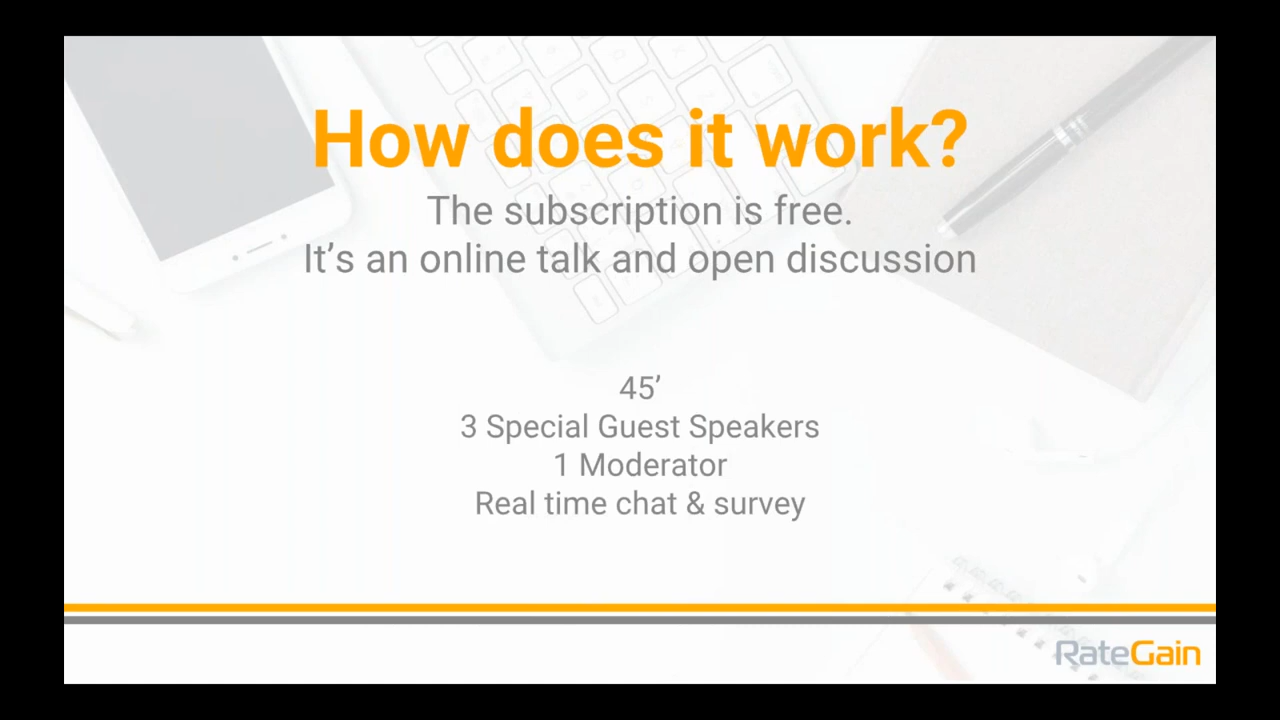 How does it work?
The subscription is free.
It’s an online talk and open discussion
45’
3 Special Guest Speakers
1 Moderator
Real time chat & survey
RateGain